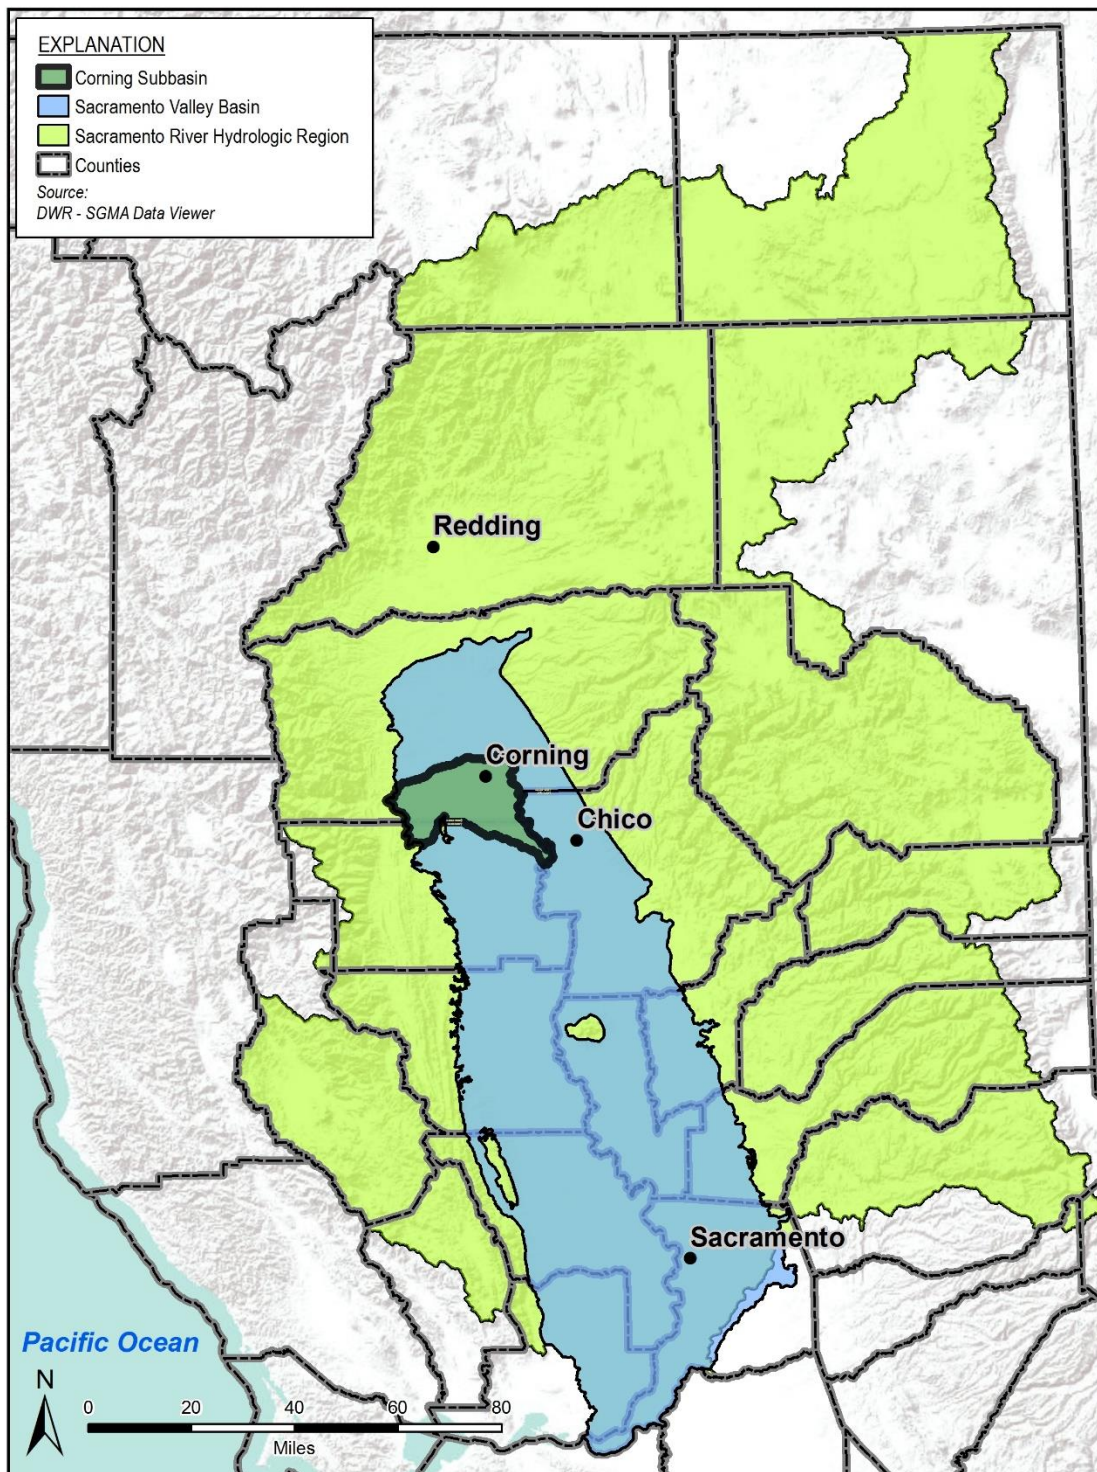 EXPLANATION
Corning Subbasin
Sacramento Valley Basin
Sacramento River Hydrologic Region
Counties
Source:
DWR - SGMA Data Viewer
Redding
Corning
Chico
Sacramento
Pacific Ocean
N
0 20 40 60 80
Miles